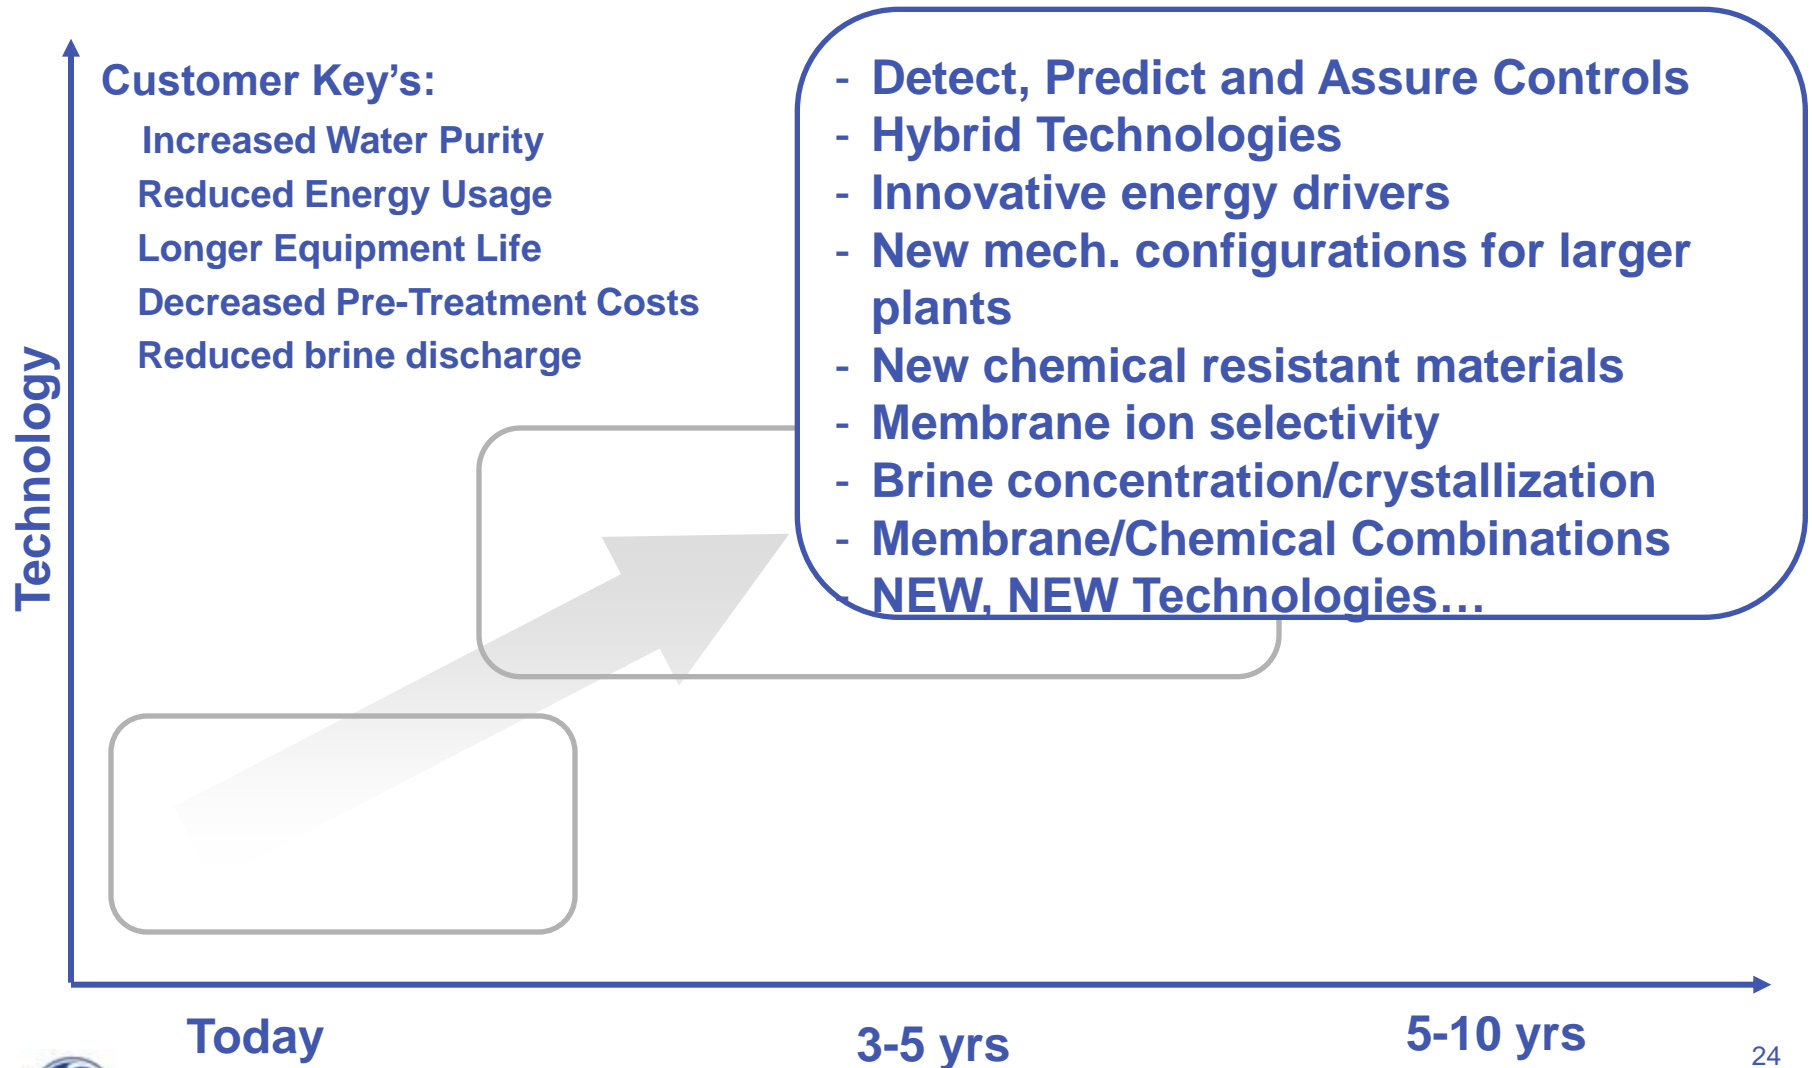 Customer Key's:
Increased Water Purity
Reduced Energy Usage
Longer Equipment Life
Decreased Pre-Treatment Costs
Reduced brine discharge
- Detect, Predict and Assure Controls
- Hybrid Technologies
- Innovative energy drivers
- New mech. configurations for larger
plants
- New chemical resistant materials
- Membrane ion selectivity
- Brine concentration/crystallization
- Membrane/Chemical Combinations
- NEW, NEW Technologies…
Technology
Today
3-5 yrs
5-10 yrs
24